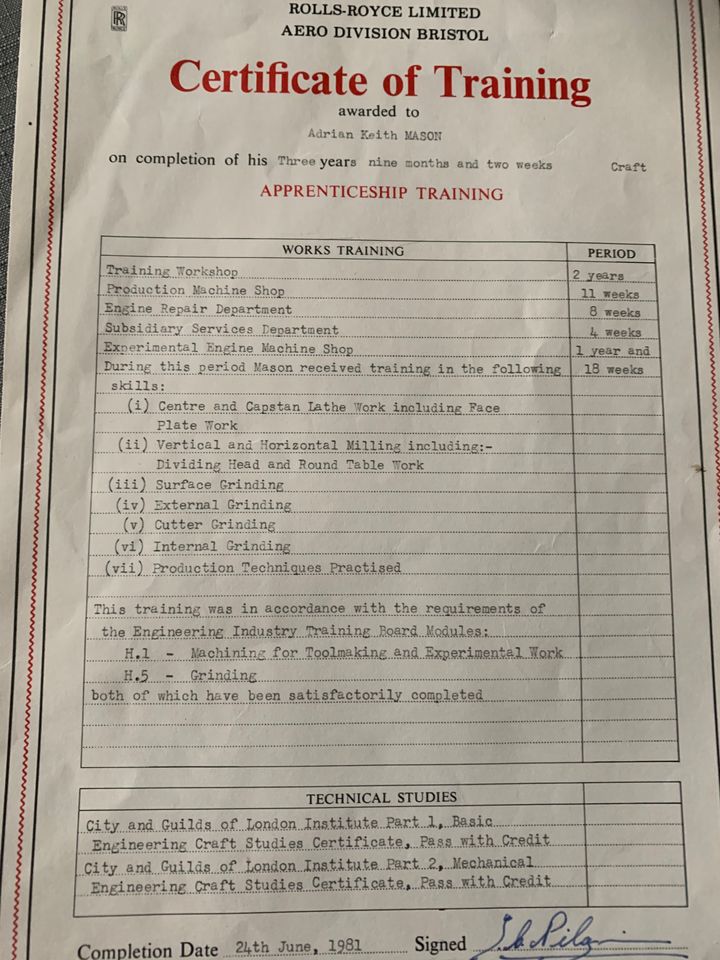 ROLLS-ROYCE LIMITED
AERO DIVISION BRISTOL
Certificate of Training
awarded to
Adrian Keith MASON
on completion of his Three years nine months and two weeks Craft
APPRENTICESHIP TRAINING
WORKS TRAINING PERIOD
Training Workshop 2 years
Production Machine Shop 11 weeks
Engine Repair Department 8 weeks
Subsidiary Services Department 4 weeks
Experimental Engine Machine Shop 1 year and
During this period Mason received training in the following 18 weeks
skills:
(i) Centre and Capstan Lathe Work including Face
Plate Work
(ii) Vertical and Horizontal Milling including:-
Dividing Head and Round Table Work
(iii) Surface Grinding
(iv) External Grinding
(v) Cutter Grinding
(vi) Internal Grinding
(vii) Production Techniques Practised
This training was in accordance with the requirements of
the Engineering Industry Training Board Modules:
H.1 - Machining for Toolmaking and Experimental Work
H.5 - Grinding
both of which have been satisfactorily completed
TECHNICAL STUDIES
City and Guilds of London Institute Part 1, Basic
Engineering Craft Studies Certificate, Pass with Credit
City and Guilds of London Institute Part 2, Mechanical
Engineering Craft Studies Certificate, Pass with Credit
Completion Date 24th June, 1981 Signed